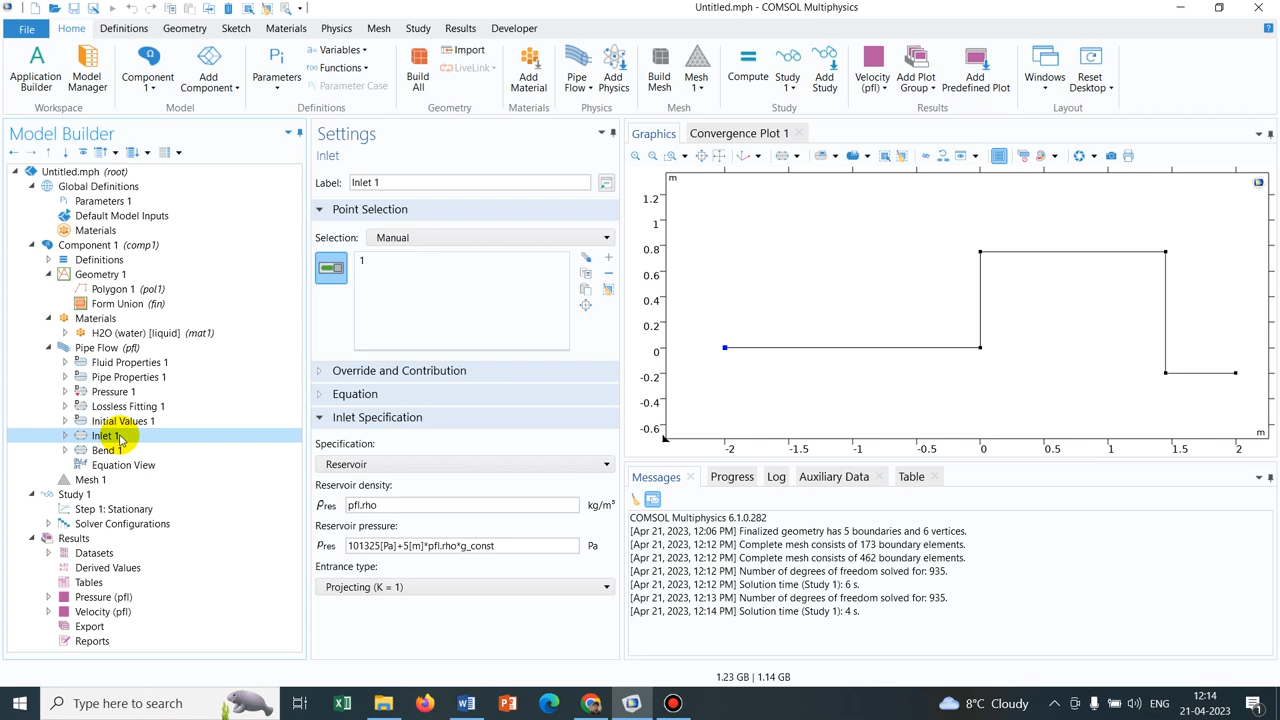 Untitled.mph - COMSOL Multiphysics
File
Home
Definitions
Geometry
Sketch
Materials
Physics
Mesh
Study
Results
Developer
Application Builder
Model Manager
Workspace
Component 1
Add Component
Model
Pi
Parameters
a= Variables
f(x) Functions
Parameter Case
Definitions
Build All
Import
LiveLink
Geometry
Add Material
Materials
Pipe Flow
Add Physics
Physics
Build Mesh
Mesh 1
Mesh
Compute
Study 1
Add Study
Study
Velocity (pfl)
Add Plot Group
Add Predefined Plot
Results
Windows
Reset Desktop
Layout
Model Builder
Untitled.mph (root)
Global Definitions
Pi Parameters 1
Default Model Inputs
Materials
Component 1 (comp1)
Definitions
Geometry 1
Polygon 1 (pol1)
Form Union (fin)
Materials
H2O (water) [liquid] (mat1)
Pipe Flow (pfl)
Fluid Properties 1
Pipe Properties 1
Pressure 1
Lossless Fitting 1
Initial Values 1
Inlet 1
Bend 1
Equation View
Mesh 1
Study 1
Step 1: Stationary
Solver Configurations
Results
Datasets
Derived Values
Tables
Pressure (pfl)
Velocity (pfl)
Export
Reports
Settings
Inlet
Label: Inlet 1
Point Selection
Selection: Manual
1
Override and Contribution
Equation
Inlet Specification
Specification:
Reservoir
Reservoir density:
ρres pfl.rho kg/m³
Reservoir pressure:
pres 101325[Pa]+5[m]*pfl.rho*g_const Pa
Entrance type:
Projecting (K = 1)
Graphics
Convergence Plot 1
m
1.2
1
0.8
0.6
0.4
0.2
0
-0.2
-0.4
-0.6
m
-2 -1.5 -1 -0.5 0 0.5 1 1.5 2
Messages
Progress
Log
Auxiliary Data
Table
COMSOL Multiphysics 6.1.0.282
[Apr 21, 2023, 12:06 PM] Finalized geometry has 5 boundaries and 6 vertices.
[Apr 21, 2023, 12:12 PM] Complete mesh consists of 173 boundary elements.
[Apr 21, 2023, 12:12 PM] Complete mesh consists of 462 boundary elements.
[Apr 21, 2023, 12:12 PM] Number of degrees of freedom solved for: 935.
[Apr 21, 2023, 12:12 PM] Solution time (Study 1): 6 s.
[Apr 21, 2023, 12:13 PM] Number of degrees of freedom solved for: 935.
[Apr 21, 2023, 12:14 PM] Solution time (Study 1): 4 s.
1.23 GB | 1.14 GB
Type here to search
8°C Cloudy
ENG
12:14
21-04-2023